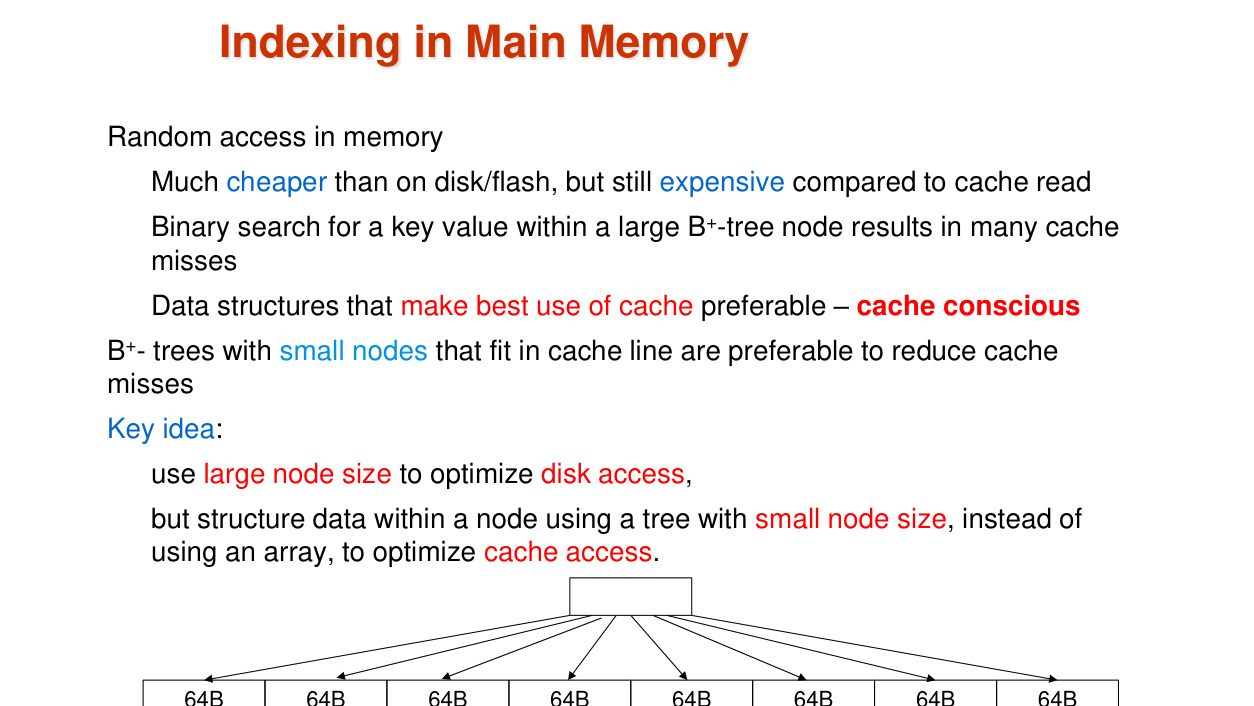 Indexing in Main Memory
Random access in memory
Much cheaper than on disk/flash, but still expensive compared to cache read
Binary search for a key value within a large B+-tree node results in many cache
misses
Data structures that make best use of cache preferable – cache conscious
B+- trees with small nodes that fit in cache line are preferable to reduce cache
misses
Key idea:
use large node size to optimize disk access,
but structure data within a node using a tree with small node size, instead of
using an array, to optimize cache access.
64B 64B 64B 64B 64B 64B 64B 64B